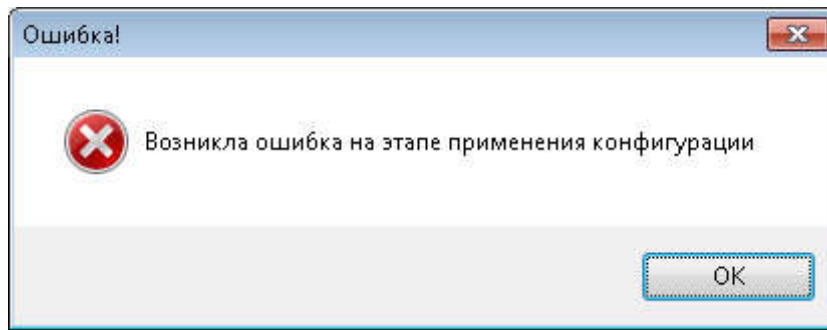 Ошибка!
Возникла ошибка на этапе применения конфигурации
OK